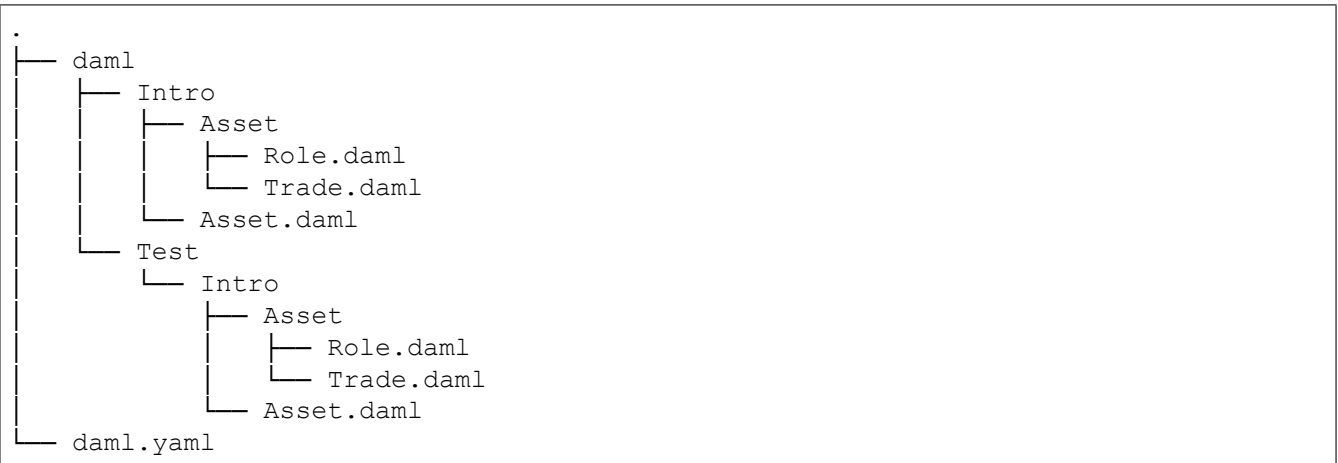 .
├── daml
│   ├── Intro
│   │   ├── Asset
│   │   │   ├── Role.daml
│   │   │   └── Trade.daml
│   │   └── Asset.daml
│   └── Test
│       └── Intro
│           ├── Asset
│           │   ├── Role.daml
│           │   └── Trade.daml
│           └── Asset.daml
└── daml.yaml